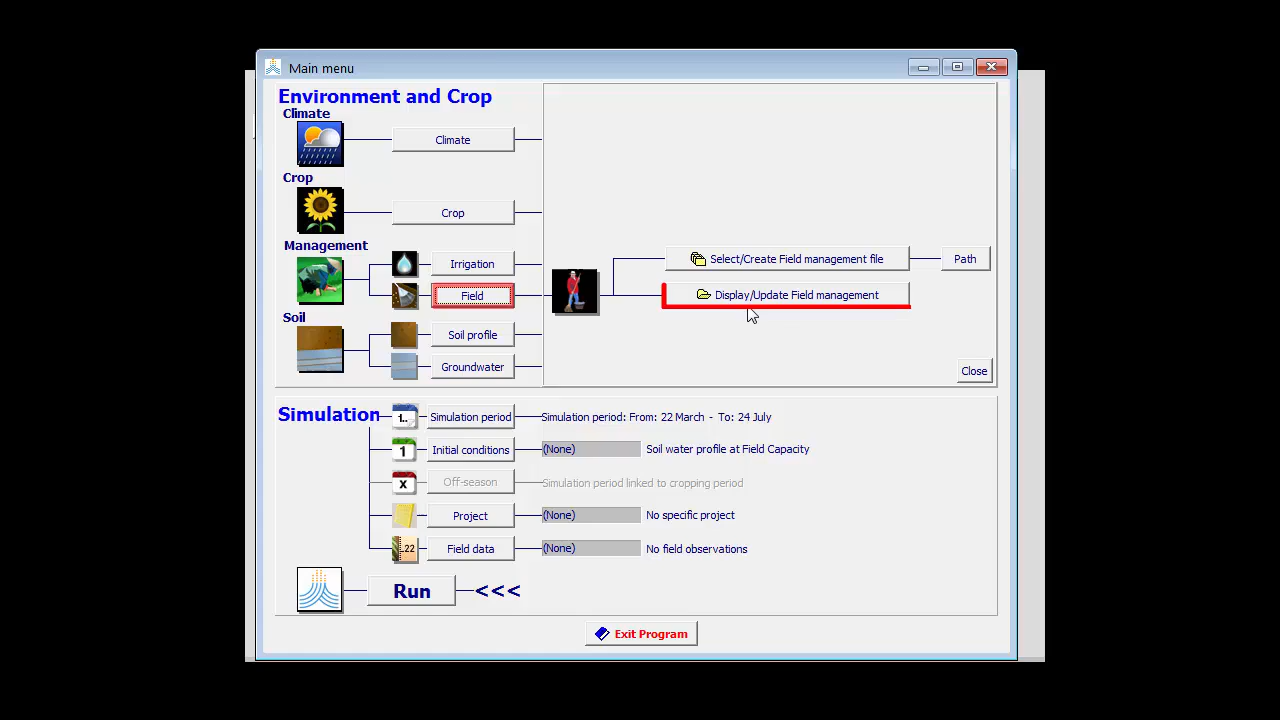 Main menu
Environment and Crop
Climate
Climate
Crop
Crop
Management
Irrigation
Field
Select/Create Field management file
Path
Display/Update Field management
Soil
Soil profile
Groundwater
Close
Simulation
1..
Simulation period
Simulation period: From: 22 March - To: 24 July
1
Initial conditions
(None)
Soil water profile at Field Capacity
x
Off-season
Simulation period linked to cropping period
Project
(None)
No specific project
.22
Field data
(None)
No field observations
Run
<<<
Exit Program